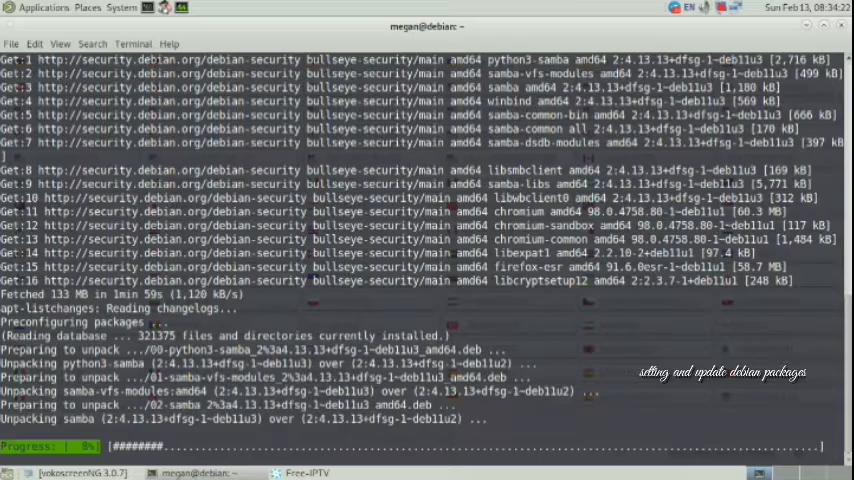 Applications Places System EN Sun Feb 13, 08:34:22
megan@debian: ~
File Edit View Search Terminal Help
Get:1 http://security.debian.org/debian-security bullseye-security/main amd64 python3-samba amd64 2:4.13.13+dfsg-1~deb11u3 [2,716 kB]
Get:2 http://security.debian.org/debian-security bullseye-security/main amd64 samba-vfs-modules amd64 2:4.13.13+dfsg-1~deb11u3 [499 kB]
Get:3 http://security.debian.org/debian-security bullseye-security/main amd64 samba amd64 2:4.13.13+dfsg-1~deb11u3 [1,180 kB]
Get:4 http://security.debian.org/debian-security bullseye-security/main amd64 winbind amd64 2:4.13.13+dfsg-1~deb11u3 [569 kB]
Get:5 http://security.debian.org/debian-security bullseye-security/main amd64 samba-common-bin amd64 2:4.13.13+dfsg-1~deb11u3 [666 kB]
Get:6 http://security.debian.org/debian-security bullseye-security/main amd64 samba-common all 2:4.13.13+dfsg-1~deb11u3 [170 kB]
Get:7 http://security.debian.org/debian-security bullseye-security/main amd64 samba-dsdb-modules amd64 2:4.13.13+dfsg-1~deb11u3 [397 kB
]
Get:8 http://security.debian.org/debian-security bullseye-security/main amd64 libsmbclient amd64 2:4.13.13+dfsg-1~deb11u3 [169 kB]
Get:9 http://security.debian.org/debian-security bullseye-security/main amd64 samba-libs amd64 2:4.13.13+dfsg-1~deb11u3 [5,771 kB]
Get:10 http://security.debian.org/debian-security bullseye-security/main amd64 libwbclient0 amd64 2:4.13.13+dfsg-1~deb11u3 [312 kB]
Get:11 http://security.debian.org/debian-security bullseye-security/main amd64 chromium amd64 98.0.4758.80-1~deb11u1 [60.3 MB]
Get:12 http://security.debian.org/debian-security bullseye-security/main amd64 chromium-sandbox amd64 98.0.4758.80-1~deb11u1 [117 kB]
Get:13 http://security.debian.org/debian-security bullseye-security/main amd64 chromium-common amd64 98.0.4758.80-1~deb11u1 [1,484 kB]
Get:14 http://security.debian.org/debian-security bullseye-security/main amd64 libexpat1 amd64 2.2.10-2+deb11u1 [97.4 kB]
Get:15 http://security.debian.org/debian-security bullseye-security/main amd64 firefox-esr amd64 91.6.0esr-1~deb11u1 [58.7 MB]
Get:16 http://security.debian.org/debian-security bullseye-security/main amd64 libcryptsetup12 amd64 2:2.3.7-1+deb11u1 [248 kB]
Fetched 133 MB in 1min 59s (1,120 kB/s)
apt-listchanges: Reading changelogs...
Preconfiguring packages ...
(Reading database ... 321375 files and directories currently installed.)
Preparing to unpack .../00-python3-samba_2%3a4.13.13+dfsg-1~deb11u3_amd64.deb ...
Unpacking python3-samba (2:4.13.13+dfsg-1~deb11u3) over (2:4.13.13+dfsg-1~deb11u2) ...
Preparing to unpack .../01-samba-vfs-modules_2%3a4.13.13+dfsg-1~deb11u3_amd64.deb ...
setting and update debian packages
Unpacking samba-vfs-modules:amd64 (2:4.13.13+dfsg-1~deb11u3) over (2:4.13.13+dfsg-1~deb11u2) ...
Preparing to unpack .../02-samba_2%3a4.13.13+dfsg-1~deb11u3_amd64.deb ...
Unpacking samba (2:4.13.13+dfsg-1~deb11u3) over (2:4.13.13+dfsg-1~deb11u2) ...
Progress: [ 8%] [########..........................................................................................................]
[vokoscreenNG 3.0.7] megan@debian: ~ Free-IPTV